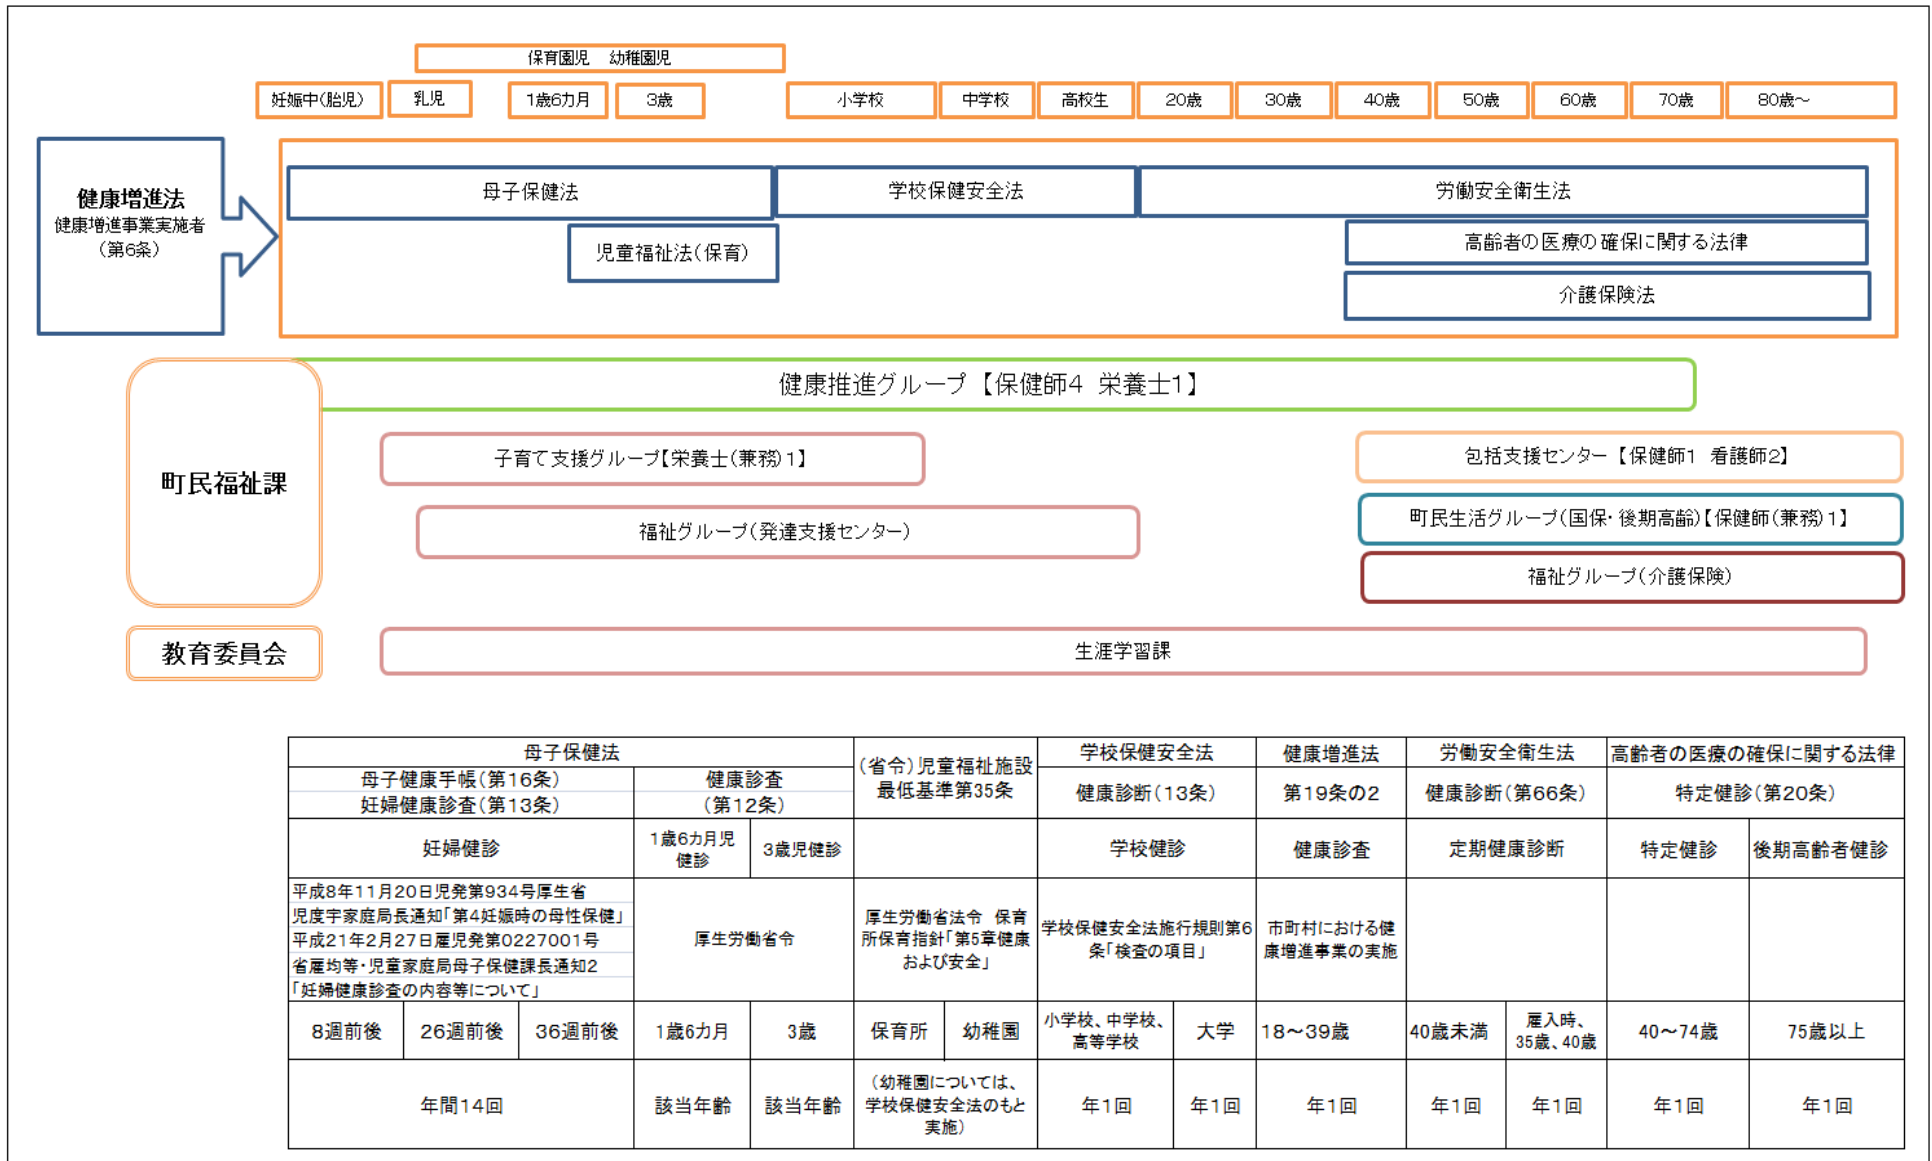 保育園児　幼稚園児
妊娠中(胎児)
乳児
1歳6カ月
3歳
小学校
中学校
高校生
20歳
30歳
40歳
50歳
60歳
70歳
80歳～
健康増進法
健康増進事業実施者
(第6条)
母子保健法
学校保健安全法
労働安全衛生法
児童福祉法(保育)
高齢者の医療の確保に関する法律
介護保険法
町民福祉課
健康推進グループ【保健師4　栄養士1】
子育て支援グループ【栄養士(兼務)1】
包括支援センター【保健師1　看護師2】
福祉グループ(発達支援センター)
町民生活グループ(国保・後期高齢)【保健師(兼務)1】
福祉グループ(介護保険)
教育委員会
生涯学習課
母子保健法
(省令)児童福祉施設
最低基準第35条
学校保健安全法
健康増進法
労働安全衛生法
高齢者の医療の確保に関する法律
母子健康手帳(第16条)
妊婦健康診査(第13条)
健康診査
(第12条)
健康診断(13条)
第19条の2
健康診断(第66条)
特定健診(第20条)
妊婦健診
1歳6カ月児
健診
3歳児健診
学校健診
健康診査
定期健康診断
特定健診
後期高齢者健診
平成8年11月20日児発第934号厚生省
児度宇家庭局長通知「第4妊娠時の母性保健」
平成21年2月27日雇児発第0227001号
省雇均等・児童家庭局母子保健課長通知2
「妊婦健康診査の内容等について」
厚生労働省令
厚生労働省法令　保育
所保育指針「第5章健康
および安全」
学校保健安全法施行規則第6
条「検査の項目」
市町村における健
康増進事業の実施
8週前後
26週前後
36週前後
1歳6カ月
3歳
保育所
幼稚園
小学校、中学校、
高等学校
大学
18～39歳
40歳未満
雇入時、
35歳、40歳
40～74歳
75歳以上
年間14回
該当年齢
該当年齢
(幼稚園については、
学校保健安全法のもと
実施)
年1回
年1回
年1回
年1回
年1回
年1回
年1回